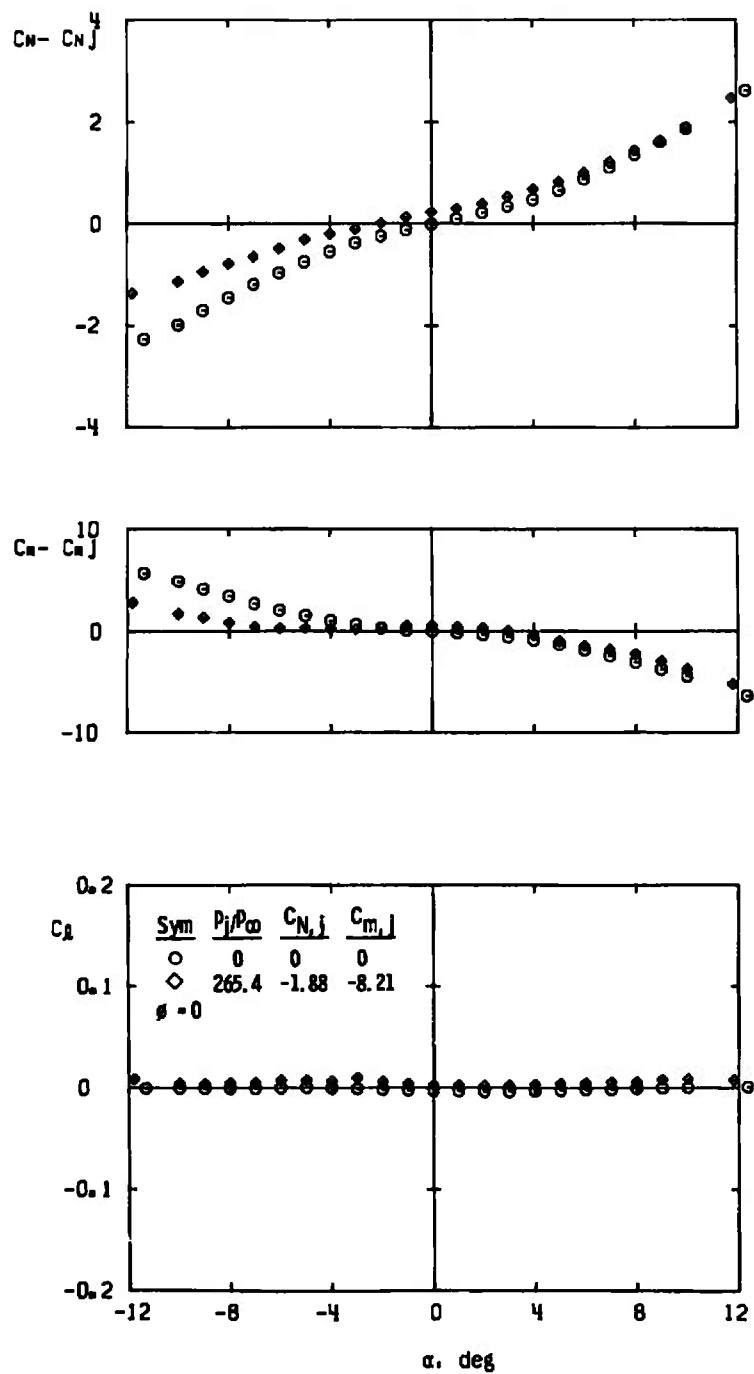 4
CN- CNj
2
0
-2
-4
10
Cm- Cmj
0
-10
0.2
Cℓ
Sym Pj/P∞ CN,j Cm,j
○ 0 0 0
◇ 265.4 -1.88 -8.21
ø = 0
0.1
0
-0.1
-0.2
-12 -8 -4 0 4 8 12
α, deg